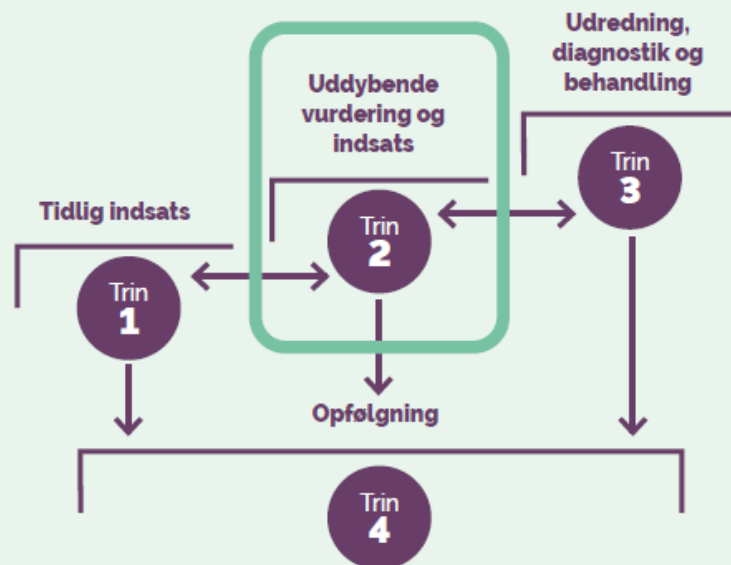 Udredning,
diagnostik og
behandling
Trin
3
Uddybende
vurdering og
indsats
Trin
2
Tidlig indsats
Trin
1
Opfølgning
Trin
4